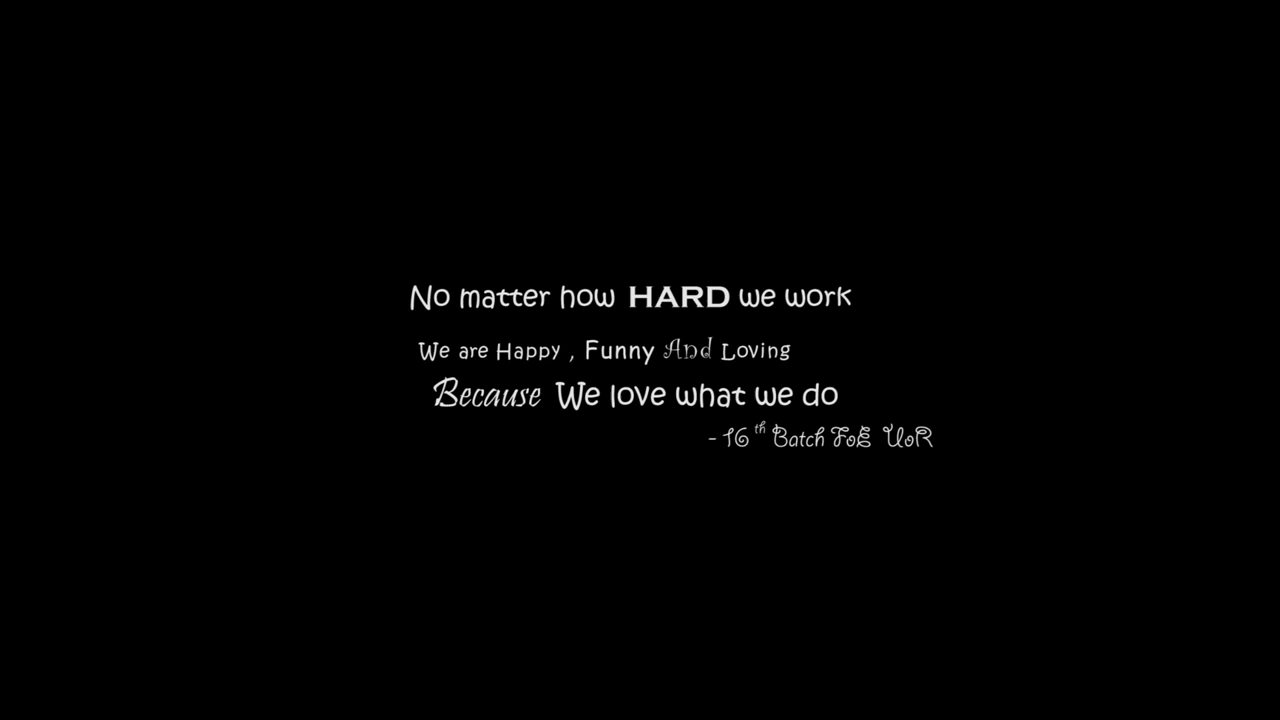 No matter how HARD we work
We are Happy , Funny And Loving
Because We love what we do
- 16th Batch FoE UoR